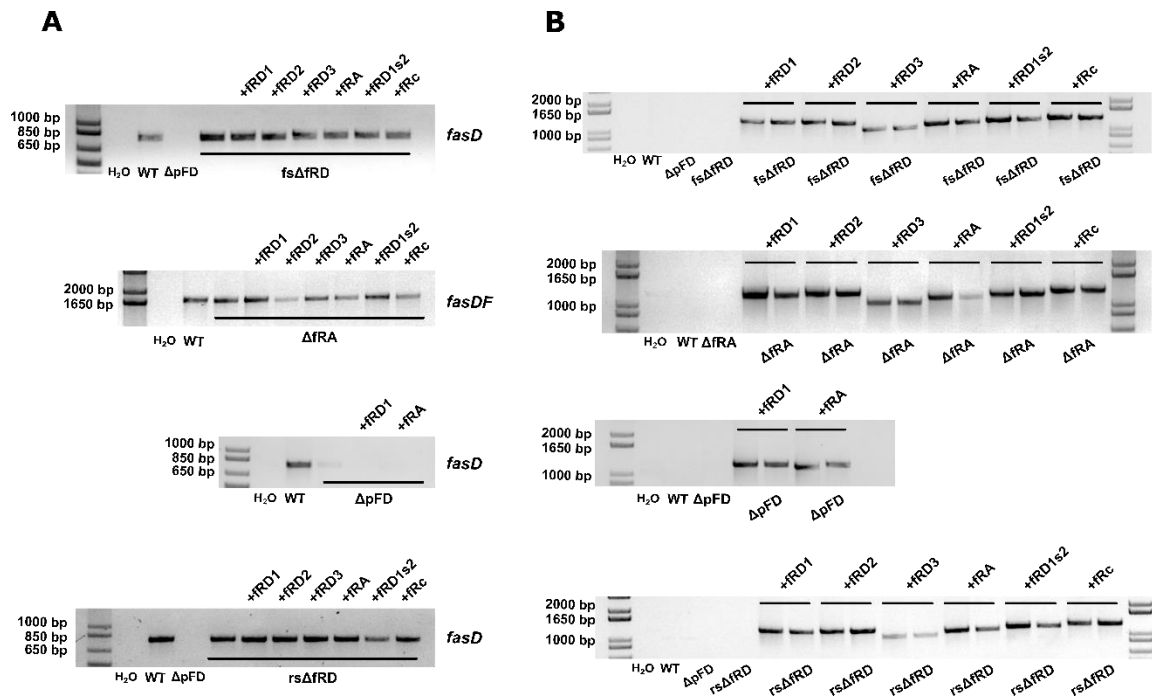 A
+fRD1 +fRD2 +fRD3 +fRA +fRD1s2 +fRc
1000 bp
850 bp
650 bp
fasD
H₂O WT ΔpFD
fsΔfRD
+fRD1 +fRD2 +fRD3 +fRA +fRD1s2 +fRc
2000 bp
1650 bp
fasDF
H₂O WT
ΔfRA
+fRD1 +fRA
1000 bp
850 bp
650 bp
fasD
H₂O WT
ΔpFD
+fRD1 +fRD2 +fRD3 +fRA +fRD1s2 +fRc
1000 bp
850 bp
650 bp
fasD
H₂O WT ΔpFD
rsΔfRD
B
+fRD1 +fRD2 +fRD3 +fRA +fRD1s2 +fRc
2000 bp
1650 bp
1000 bp
H₂O WT ΔpFD fsΔfRD fsΔfRD fsΔfRD fsΔfRD fsΔfRD fsΔfRD fsΔfRD
+fRD1 +fRD2 +fRD3 +fRA +fRD1s2 +fRc
2000 bp
1650 bp
1000 bp
H₂O WT ΔfRA ΔfRA ΔfRA ΔfRA ΔfRA ΔfRA ΔfRA
+fRD1 +fRA
2000 bp
1650 bp
1000 bp
H₂O WT ΔpFD ΔpFD ΔpFD
+fRD1 +fRD2 +fRD3 +fRA +fRD1s2 +fRc
2000 bp
1650 bp
1000 bp
H₂O WT ΔpFD rsΔfRD rsΔfRD rsΔfRD rsΔfRD rsΔfRD rsΔfRD rsΔfRD